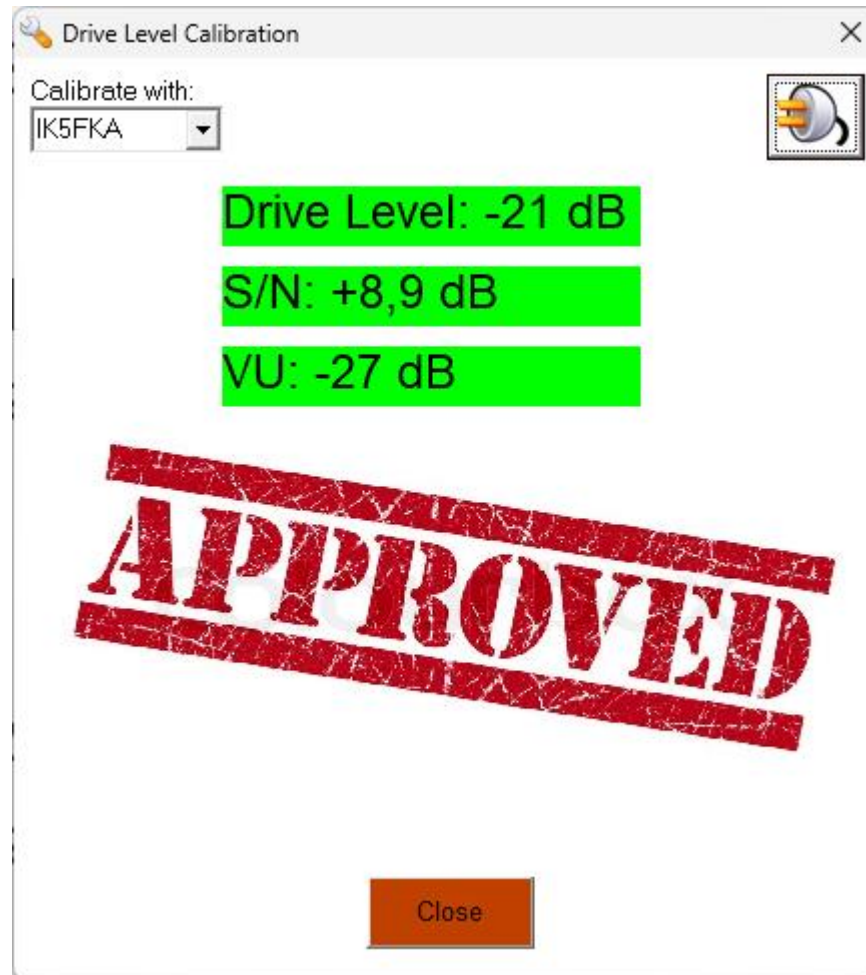 Drive Level Calibration
Calibrate with:
IK5FKA
Drive Level: -21 dB
S/N: +8,9 dB
VU: -27 dB
APPROVED
Close